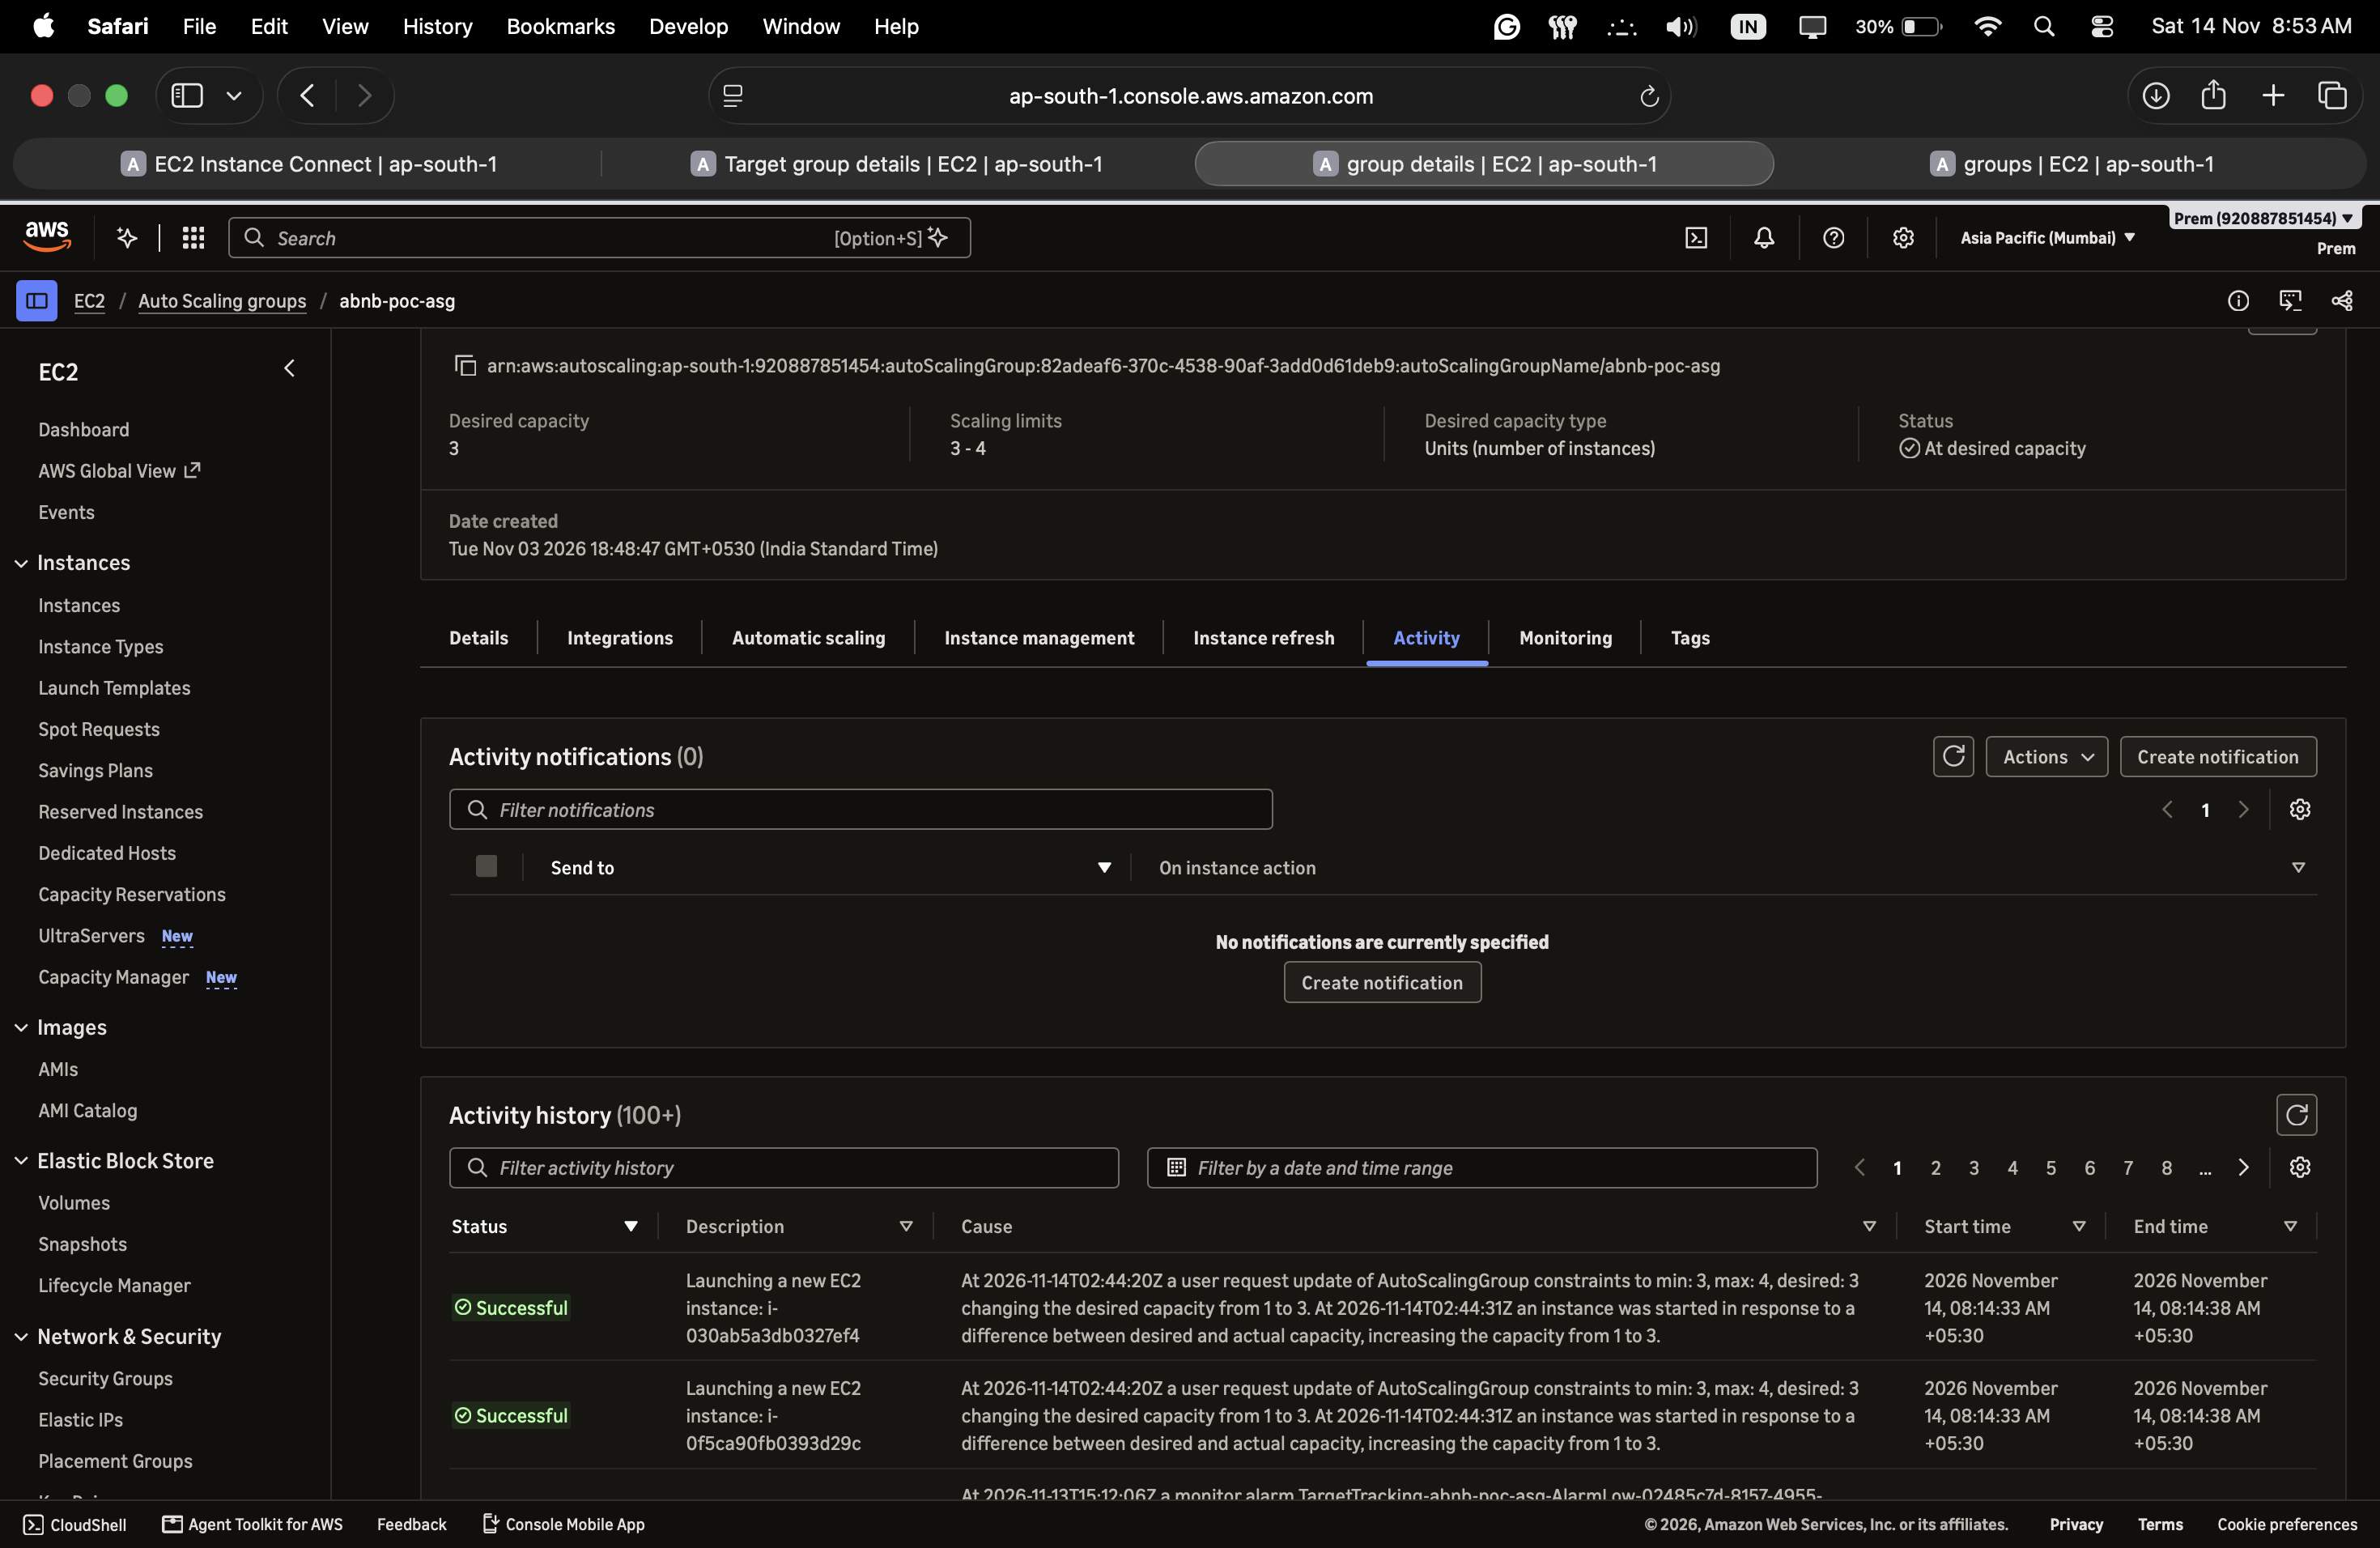 Safari File Edit View History Bookmarks Develop Window Help IN 30% Sat 14 Nov 8:53 AM
ap-south-1.console.aws.amazon.com
A EC2 Instance Connect | ap-south-1 A Target group details | EC2 | ap-south-1 A group details | EC2 | ap-south-1 A groups | EC2 | ap-south-1
aws Search [Option+S] Asia Pacific (Mumbai) Prem (920887851454)
Prem
EC2 / Auto Scaling groups / abnb-poc-asg
EC2
Dashboard
AWS Global View
Events
Instances
Instances
Instance Types
Launch Templates
Spot Requests
Savings Plans
Reserved Instances
Dedicated Hosts
Capacity Reservations
UltraServers New
Capacity Manager New
Images
AMIs
AMI Catalog
Elastic Block Store
Volumes
Snapshots
Lifecycle Manager
Network & Security
Security Groups
Elastic IPs
Placement Groups
arn:aws:autoscaling:ap-south-1:920887851454:autoScalingGroup:82adeaf6-370c-4538-90af-3add0d61deb9:autoScalingGroupName/abnb-poc-asg
Desired capacity
3
Scaling limits
3 - 4
Desired capacity type
Units (number of instances)
Status
At desired capacity
Date created
Tue Nov 03 2026 18:48:47 GMT+0530 (India Standard Time)
Details Integrations Automatic scaling Instance management Instance refresh Activity Monitoring Tags
Activity notifications (0) Actions Create notification
Filter notifications 1
Send to On instance action
No notifications are currently specified
Create notification
Activity history (100+)
Filter activity history Filter by a date and time range 1 2 3 4 5 6 7 8 ...
Status Description Cause Start time End time
Successful
Launching a new EC2
instance: i-
030ab5a3db0327ef4
At 2026-11-14T02:44:20Z a user request update of AutoScalingGroup constraints to min: 3, max: 4, desired: 3
changing the desired capacity from 1 to 3. At 2026-11-14T02:44:31Z an instance was started in response to a
difference between desired and actual capacity, increasing the capacity from 1 to 3.
2026 November
14, 08:14:33 AM
+05:30
2026 November
14, 08:14:38 AM
+05:30
Successful
Launching a new EC2
instance: i-
0f5ca90fb0393d29c
At 2026-11-14T02:44:20Z a user request update of AutoScalingGroup constraints to min: 3, max: 4, desired: 3
changing the desired capacity from 1 to 3. At 2026-11-14T02:44:31Z an instance was started in response to a
difference between desired and actual capacity, increasing the capacity from 1 to 3.
2026 November
14, 08:14:33 AM
+05:30
2026 November
14, 08:14:38 AM
+05:30
At 2026-11-13T15:12:06Z a monitor alarm TargetTracking-abnb-poc-asg-AlarmLow-02485c7d-8157-4955-
CloudShell Agent Toolkit for AWS Feedback Console Mobile App © 2026, Amazon Web Services, Inc. or its affiliates. Privacy Terms Cookie preferences